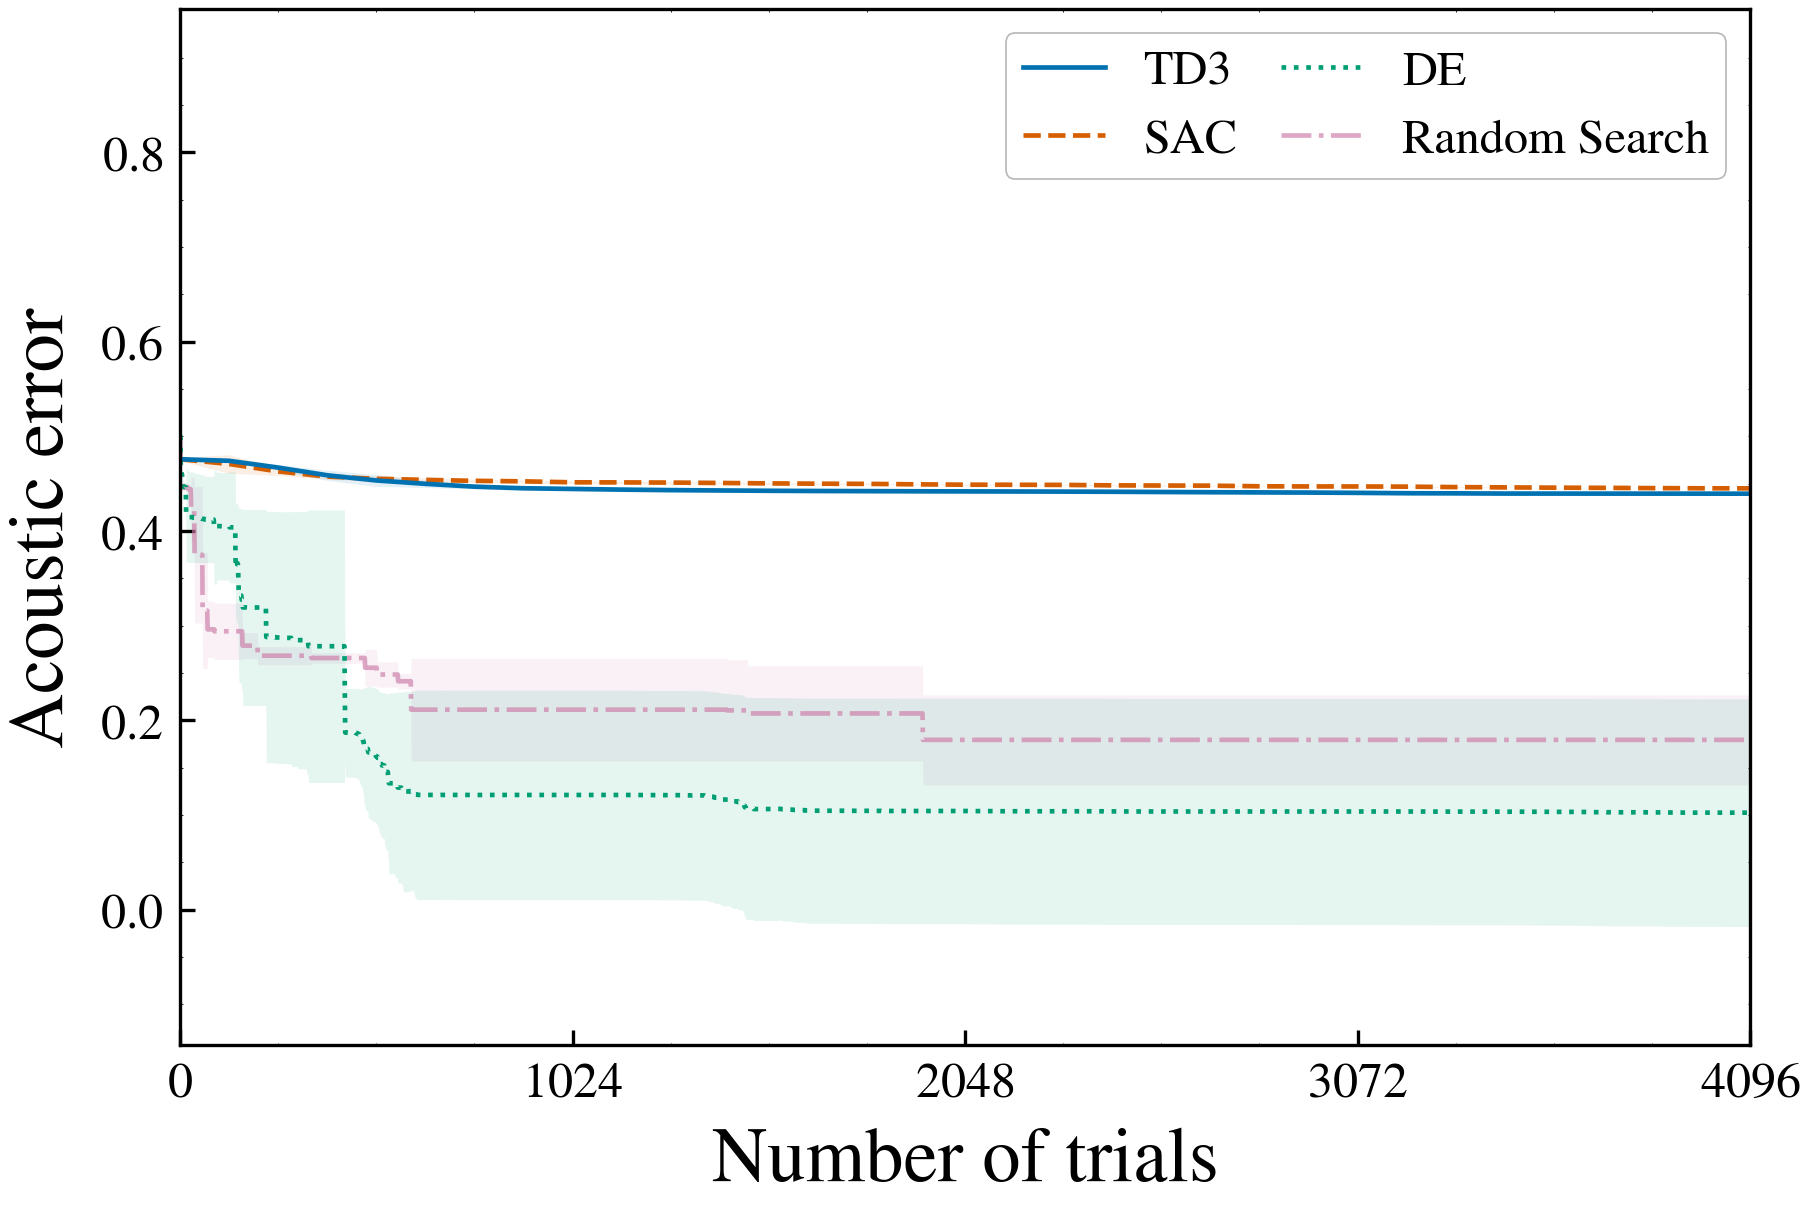 TD3
SAC
DE
Random Search
Acoustic error
0.8
0.6
0.4
0.2
0.0
0
1024
2048
3072
4096
Number of trials